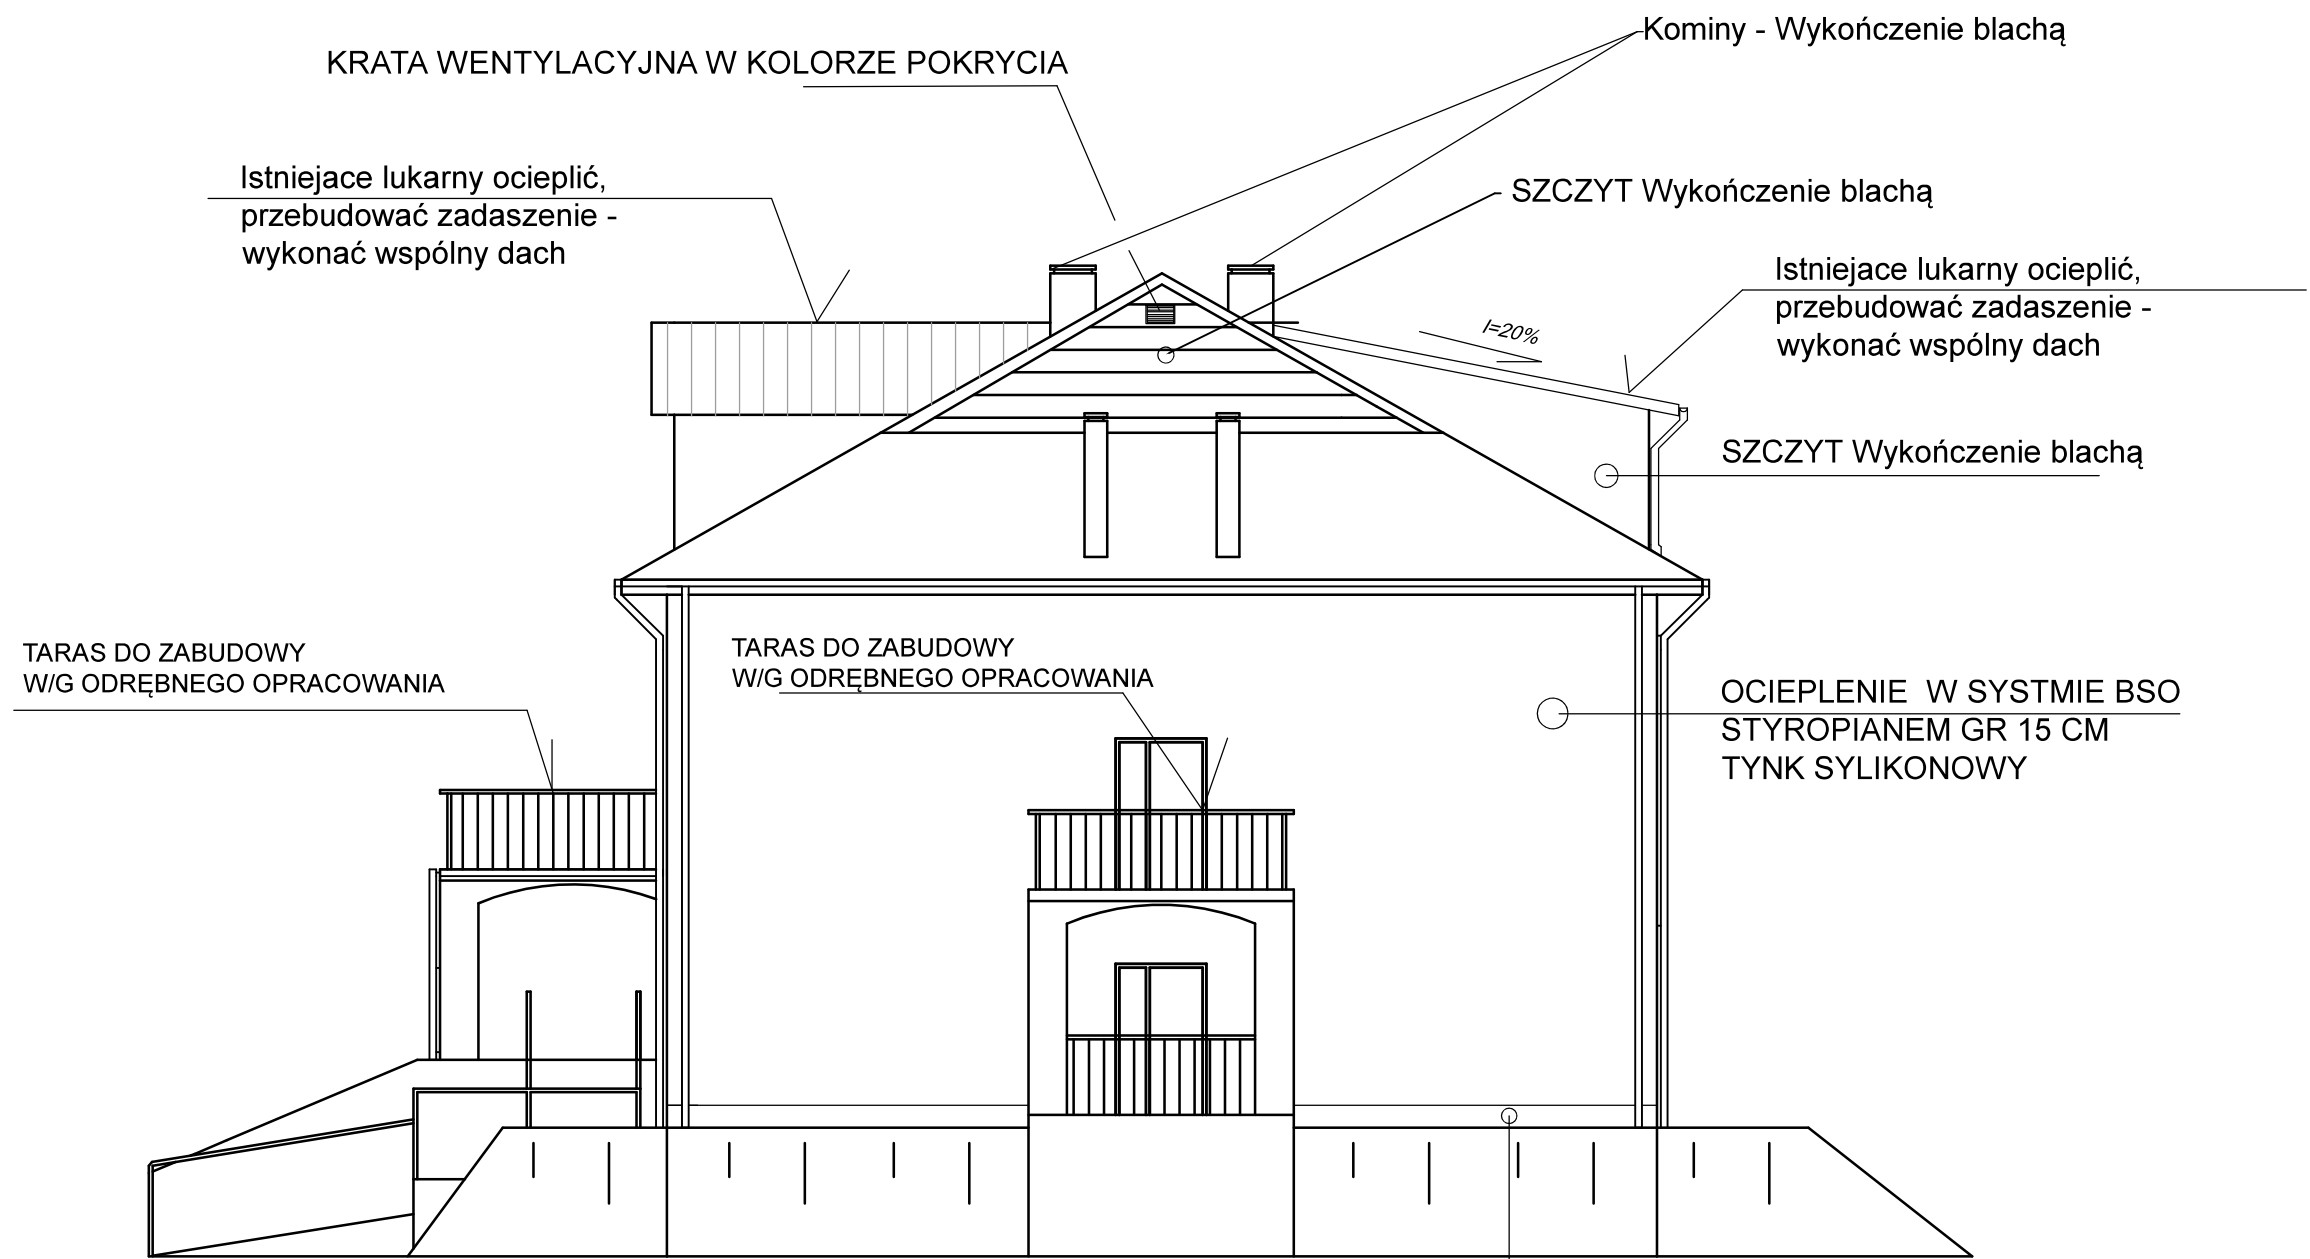 Kominy - Wykończenie blachą
KRATA WENTYLACYJNA W KOLORZE POKRYCIA
Istniejace lukarny ocieplić,
przebudować zadaszenie -
wykonać wspólny dach
SZCZYT Wykończenie blachą
Istniejace lukarny ocieplić,
przebudować zadaszenie -
wykonać wspólny dach
I=20%
SZCZYT Wykończenie blachą
TARAS DO ZABUDOWY
W/G ODRĘBNEGO OPRACOWANIA
TARAS DO ZABUDOWY
W/G ODRĘBNEGO OPRACOWANIA
OCIEPLENIE W SYSTMIE BSO
STYROPIANEM GR 15 CM
TYNK SYLIKONOWY